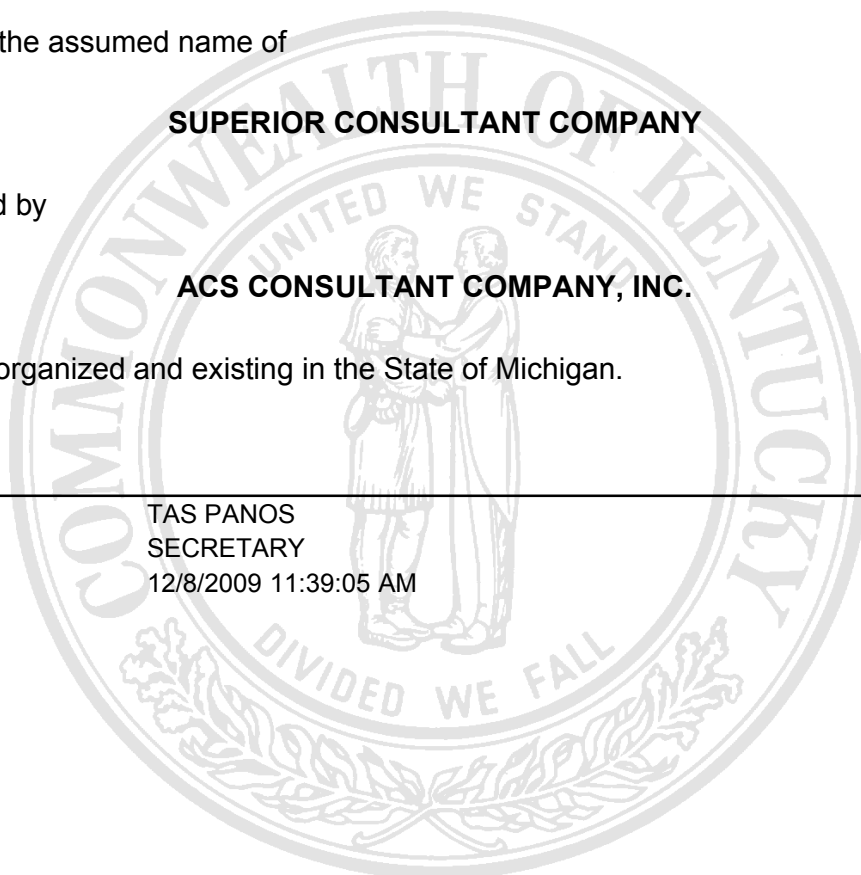 the assumed name of
SUPERIOR CONSULTANT COMPANY
d by
ACS CONSULTANT COMPANY, INC.
organized and existing in the State of Michigan.
TAS PANOS
SECRETARY
12/8/2009 11:39:05 AM
COMMONWEALTH OF KENTUCKY
UNITED WE STAND
DIVIDED WE FALL